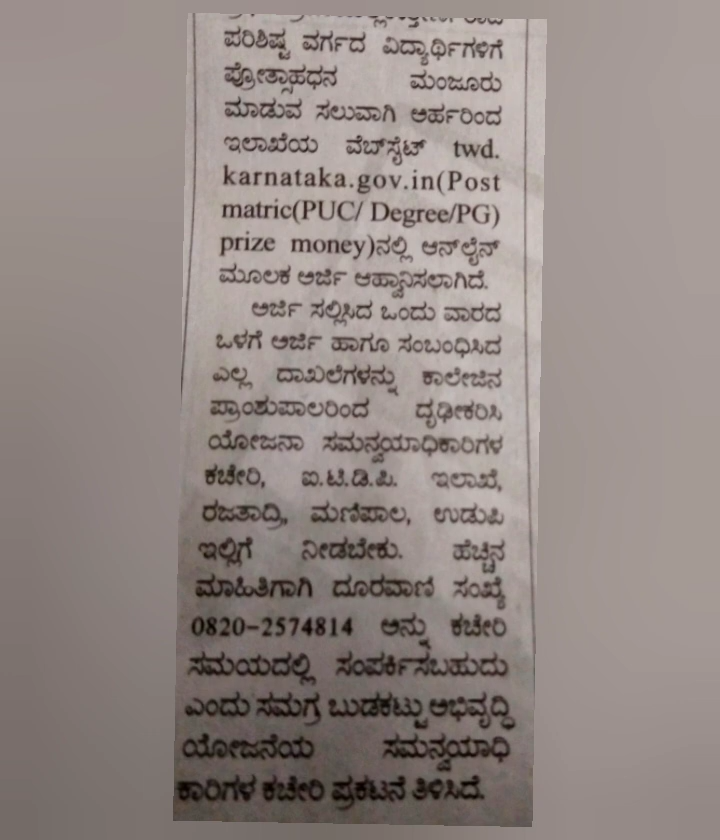 ಪರಿಶಿಷ್ಟ ವರ್ಗದ ವಿದ್ಯಾರ್ಥಿಗಳಿಗೆ
ಪ್ರೋತ್ಸಾಹಧನ ಮಂಜೂರು
ಮಾಡುವ ಸಲುವಾಗಿ ಅರ್ಹರಿಂದ
ಇಲಾಖೆಯ ವೆಬ್‌ಸೈಟ್ twd.
karnataka.gov.in(Post
matric(PUC/ Degree/PG)
prize money)ನಲ್ಲಿ ಆನ್‌ಲೈನ್
ಮೂಲಕ ಅರ್ಜಿ ಆಹ್ವಾನಿಸಲಾಗಿದೆ.
ಅರ್ಜಿ ಸಲ್ಲಿಸಿದ ಒಂದು ವಾರದ
ಒಳಗೆ ಅರ್ಜಿ ಹಾಗೂ ಸಂಬಂಧಿಸಿದ
ಎಲ್ಲ ದಾಖಲೆಗಳನ್ನು ಕಾಲೇಜಿನ
ಪ್ರಾಂಶುಪಾಲರಿಂದ ದೃಢೀಕರಿಸಿ
ಯೋಜನಾ ಸಮನ್ವಯಾಧಿಕಾರಿಗಳ
ಕಚೇರಿ, ಐ.ಟಿ.ಡಿ.ಪಿ. ಇಲಾಖೆ,
ರಜತಾದ್ರಿ, ಮಣಿಪಾಲ, ಉಡುಪಿ
ಇಲ್ಲಿಗೆ ನೀಡಬೇಕು. ಹೆಚ್ಚಿನ
ಮಾಹಿತಿಗಾಗಿ ದೂರವಾಣಿ ಸಂಖ್ಯೆ
0820-2574814 ಅನ್ನು ಕಚೇರಿ
ಸಮಯದಲ್ಲಿ ಸಂಪರ್ಕಿಸಬಹುದು
ಎಂದು ಸಮಗ್ರ ಬುಡಕಟ್ಟು ಅಭಿವೃದ್ಧಿ
ಯೋಜನೆಯ ಸಮನ್ವಯಾಧಿ
ಕಾರಿಗಳ ಕಚೇರಿ ಪ್ರಕಟನೆ ತಿಳಿಸಿದೆ.